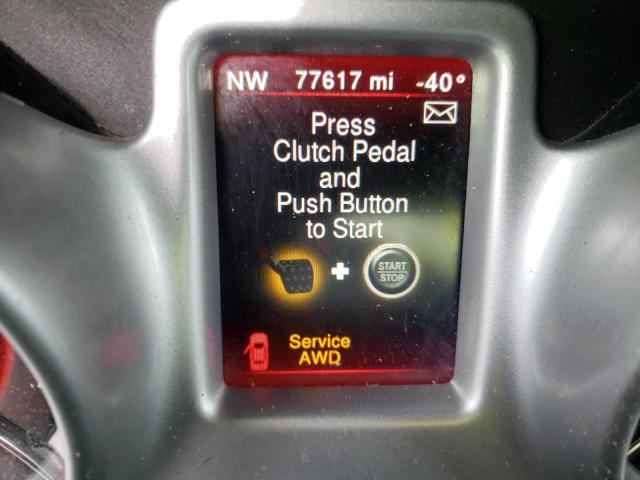 NW 77617 mi -40°
Press
Clutch Pedal
and
Push Button
to Start
START
STOP
Service
AWD